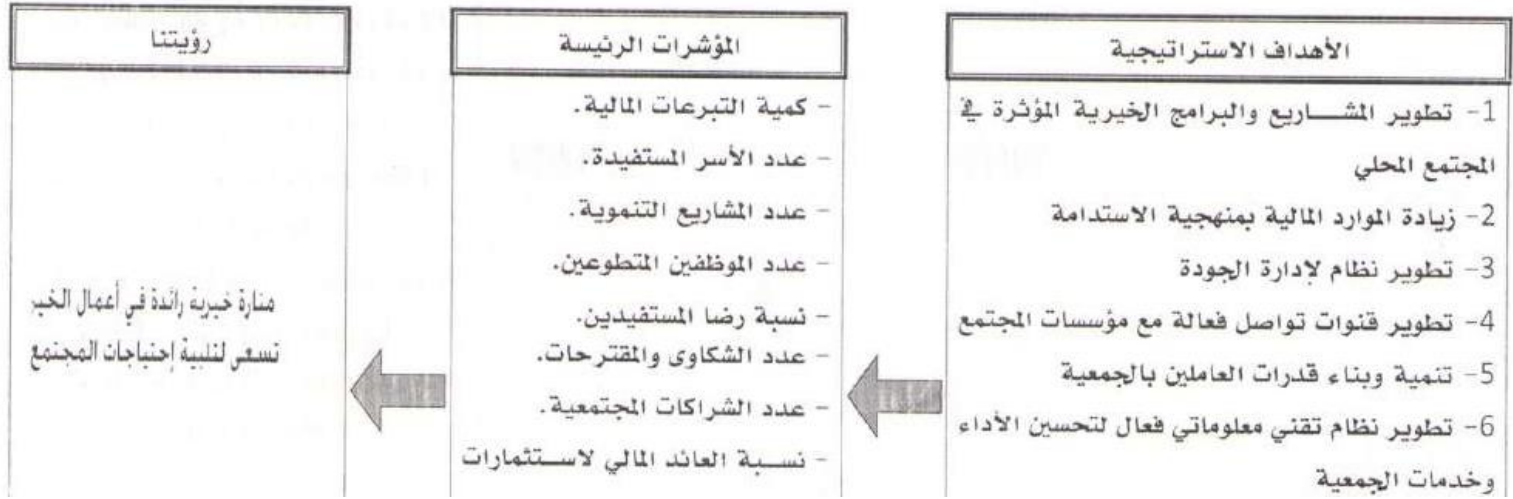 الأهداف الاستراتيجية
1- تطوير المشاريع والبرامج الخيرية المؤثرة في
المجتمع المحلي
2- زيادة الموارد المالية بمنهجية الاستدامة
3- تطوير نظام لإدارة الجودة
4- تطوير قنوات تواصل فعالة مع مؤسسات المجتمع
5- تنمية وبناء قدرات العاملين بالجمعية
6- تطوير نظام تقني معلوماتي فعال لتحسين الأداء
وخدمات الجمعية
المؤشرات الرئيسة
- كمية التبرعات المالية.
- عدد الأسر المستفيدة.
- عدد المشاريع التنموية.
- عدد الموظفين المتطوعين.
- نسبة رضا المستفيدين.
- عدد الشكاوى والمقترحات.
- عدد الشراكات المجتمعية.
- نسبة العائد المالي لاستثمارات
رؤيتنا
منارة خيرية رائدة في أعمال الخير
تسعى لتلبية إحتياجات المجتمع